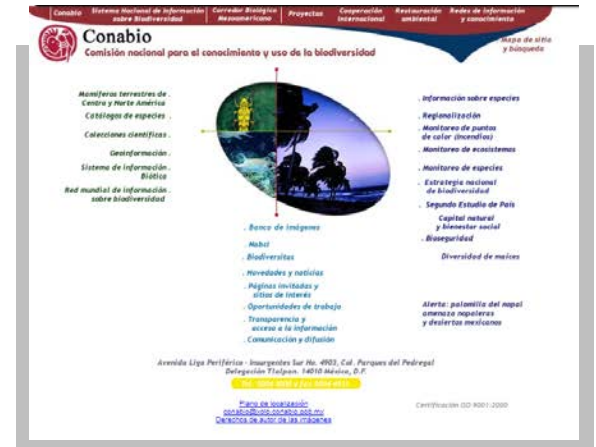 Conabio
Sistema Nacional de Información
sobre Biodiversidad
Corredor Biológico
Mesoamericano
Proyectos
Cooperación
Internacional
Restauración
ambiental
Redes de información
y conocimiento
Conabio
Comisión nacional para el conocimiento y uso de la biodiversidad
Mapa de sitio
y búsqueda
Mamíferos terrestres de .
Centro y Norte América
Catálogos de especies .
Colecciones científicas .
Geoinformación .
Sistema de información .
Biótica
Red mundial de información .
sobre biodiversidad
. Información sobre especies
. Regionalización
. Monitoreo de puntos
de calor (incendios)
. Monitoreo de ecosistemas
. Monitoreo de especies
. Estrategia nacional
de biodiversidad
. Segundo Estudio de País
Capital natural
y bienestar social
. Bioseguridad
Diversidad de maíces
. Banco de imágenes
. Nabci
. Biodiversitas
. Novedades y noticias
. Páginas invitadas y
sitios de interés
. Oportunidades de trabajo
. Transparencia y
acceso a la información
. Comunicación y difusión
Alerta: palomilla del nopal
amenaza nopaleras
y desiertos mexicanos
Avenida Liga Periférico - Insurgentes Sur No. 4903, Col. Parques del Pedregal
Delegación Tlalpan. 14010 México, D.F.
Plano de localización
conabio@xolo.conabio.gob.mx
Derechos de autor de las imágenes
Certificación ISO 9001:2000